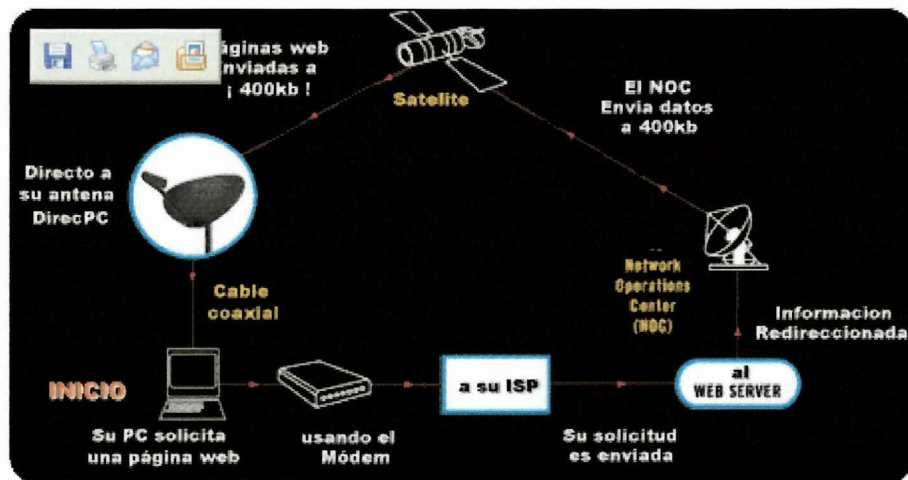 áginas web
nviadas a
¡ 400kb !
Satelite
El NOC
Envia datos
a 400kb
Directo a
su antena
DirecPC
Network
Operations
Center
(NOC)
Cable
coaxial
Informacion
Redireccionada
INICIO
a su ISP
al
WEB SERVER
Su PC solicita
una página web
usando el
Módem
Su solicitud
es enviada